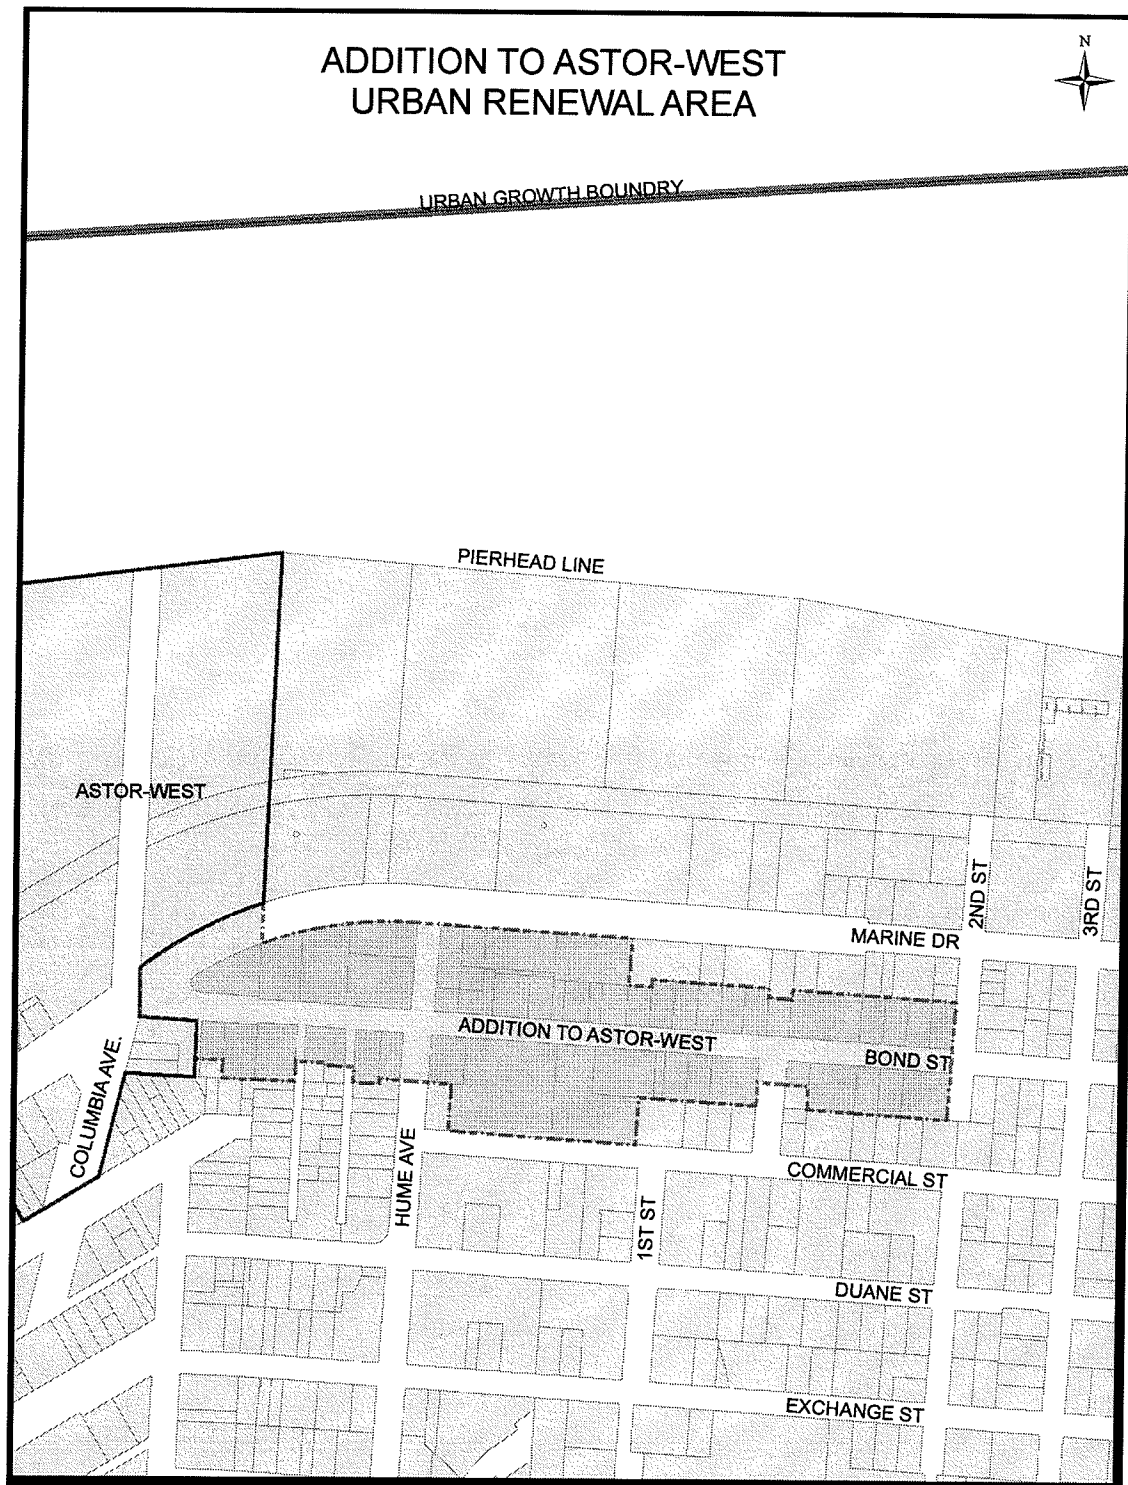 ADDITION TO ASTOR-WEST
URBAN RENEWAL AREA
N
URBAN GROWTH BOUNDRY
PIERHEAD LINE
ASTOR-WEST
2ND ST
3RD ST
MARINE DR
ADDITION TO ASTOR-WEST
BOND ST
COLUMBIA AVE.
HUME AVE
COMMERCIAL ST
1ST ST
DUANE ST
EXCHANGE ST